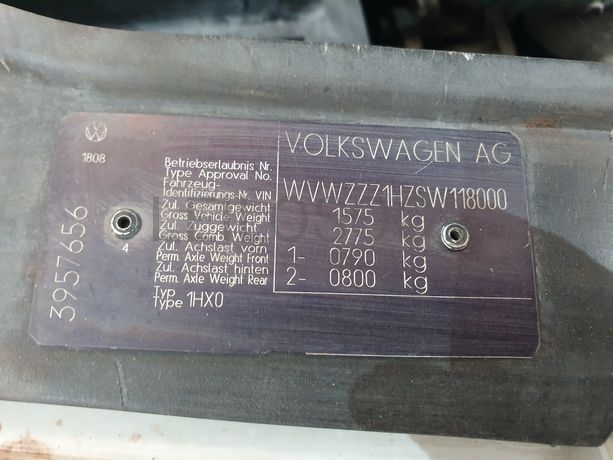 VOLKSWAGEN AG
1808
Betriebserlaubnis Nr.
Type Approval No.
Fahrzeug-
Identifizierungs-Nr. VIN
WVWZZZ1HZSW118000
Zul. Gesamtgewicht
Gross Vehicle Weight
1575 kg
Zul. Zuggewicht
Gross Comb. Weight
2775 kg
Zul. Achslast vorn
Perm. Axle Weight Front
1- 0790 kg
Zul. Achslast hinten
Perm. Axle Weight Rear
2- 0800 kg
Typ
Type 1HX0
4
3957656